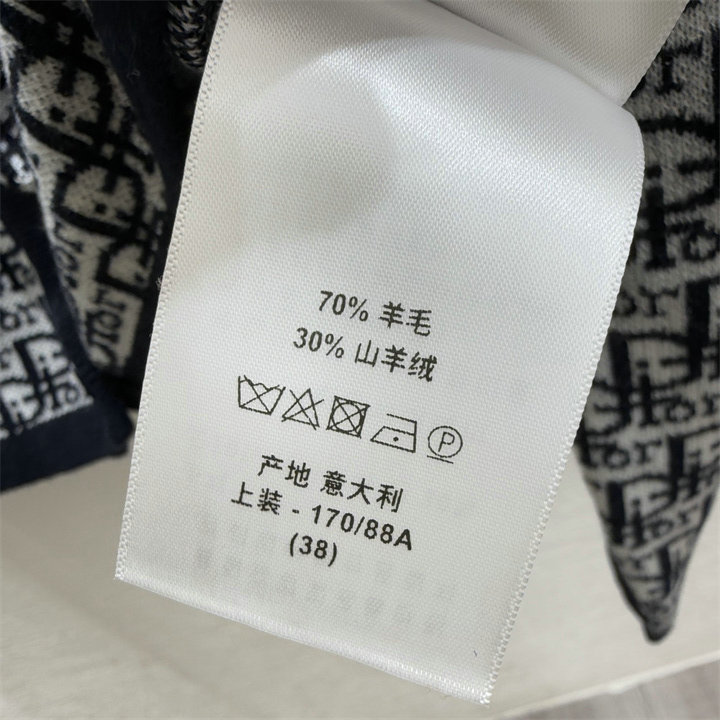 70% 羊毛
30% 山羊绒
P
产地 意大利
上装 - 170/88A
(38)